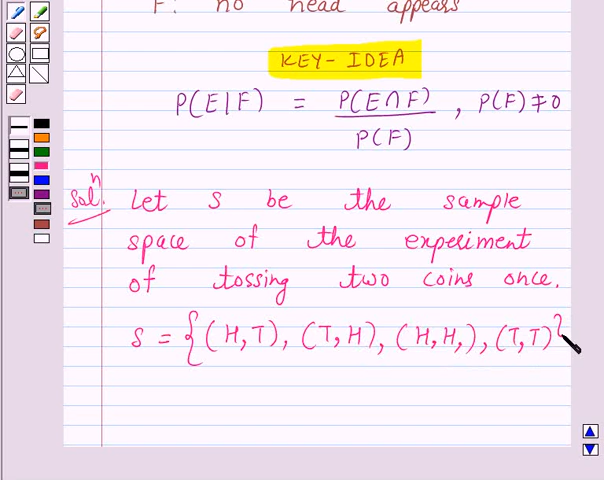 F: no head appears
KEY-IDEA
P(E|F) = P(E∩F) / P(F) , P(F) ≠ 0
Solⁿ. Let S be the sample
space of the experiment
of tossing two coins once.
S = {(H,T), (T,H), (H,H,), (T,T)}